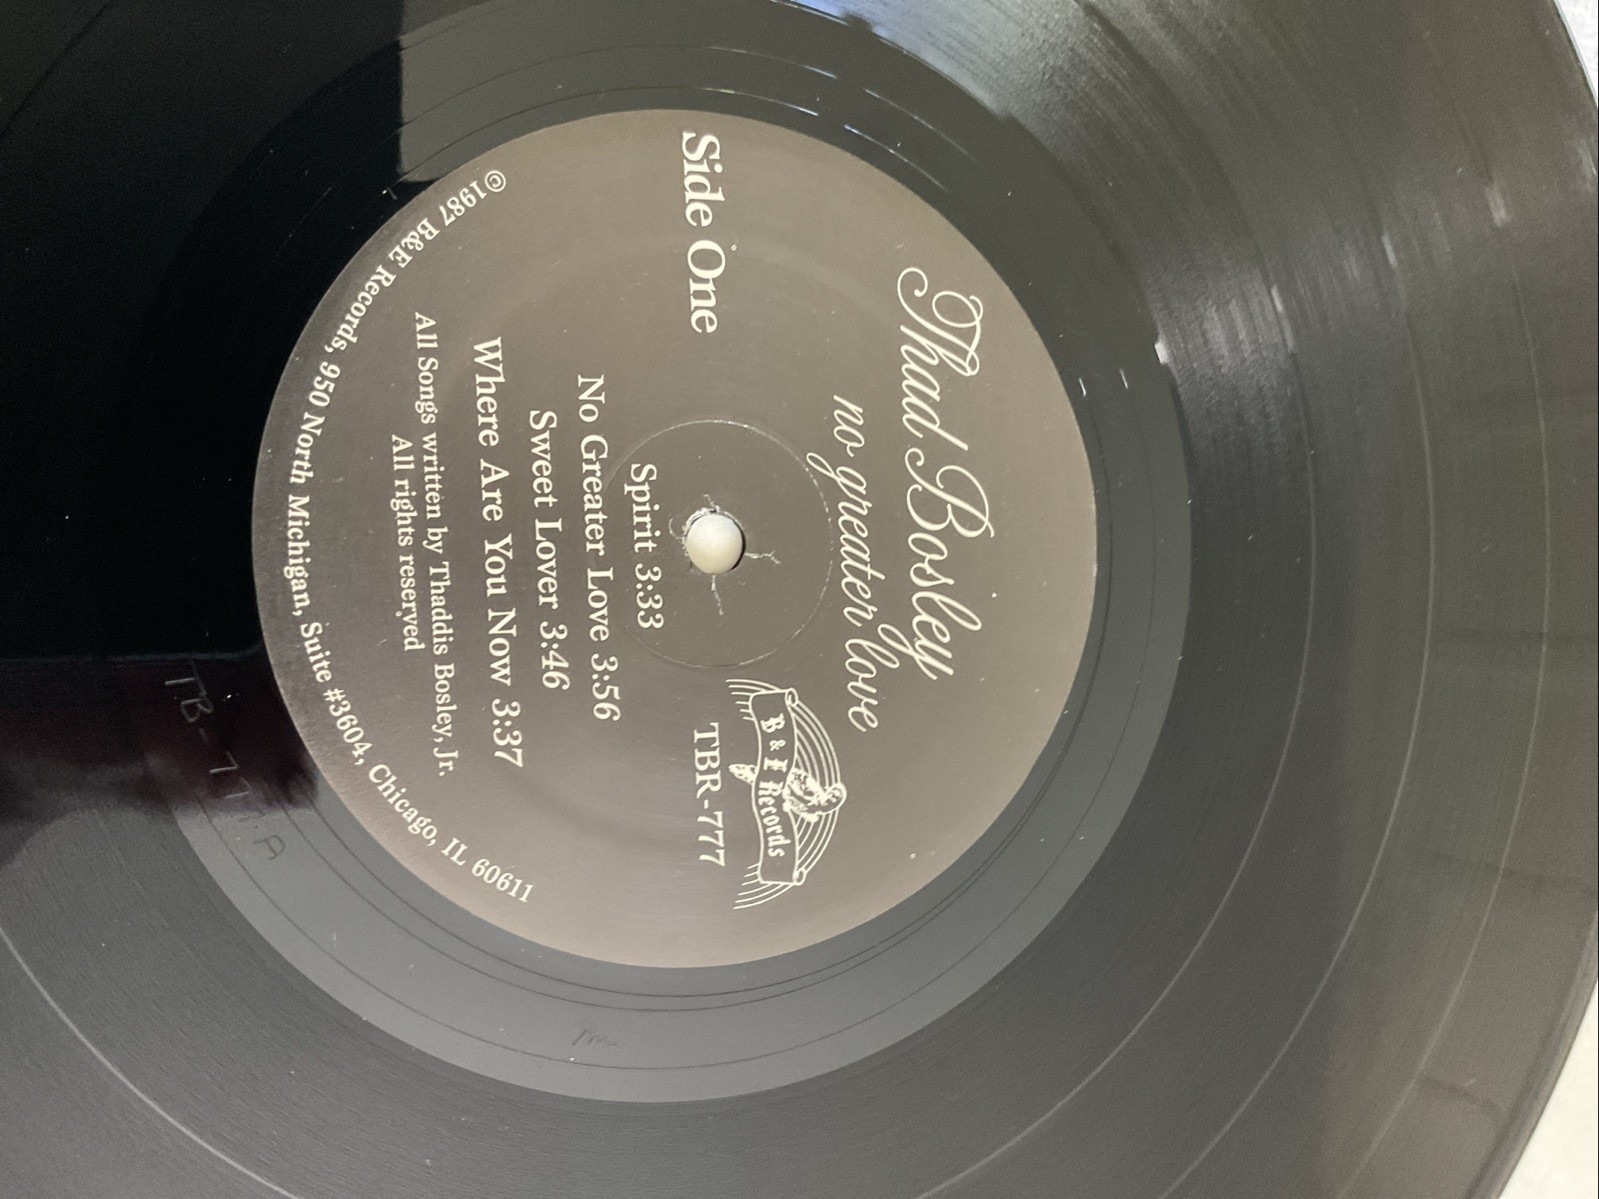 Thad Bosley
no greater love
B & E Records
TBR-777
Side One
Spirit 3:33
No Greater Love 3:56
Sweet Lover 3:46
Where Are You Now 3:37
All Songs written by Thaddis Bosley, Jr.
All rights reserved
©1987 B&E Records, 950 North Michigan, Suite #3604, Chicago, IL 60611